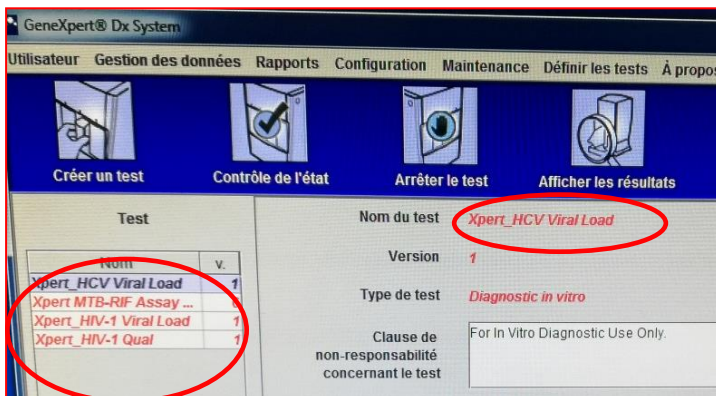 GeneXpert® Dx System
Utilisateur Gestion des données Rapports Configuration Maintenance Définir les tests À propos
Créer un test Contrôle de l'état Arrêter le test Afficher les résultats
Test
Nom v.
Xpert_HCV Viral Load 1
Xpert MTB-RIF Assay ...
Xpert_HIV-1 Viral Load 1
Xpert_HIV-1 Qual 1
Nom du test Xpert_HCV Viral Load
Version 1
Type de test Diagnostic in vitro
Clause de
non-responsabilité
concernant le test
For In Vitro Diagnostic Use Only.